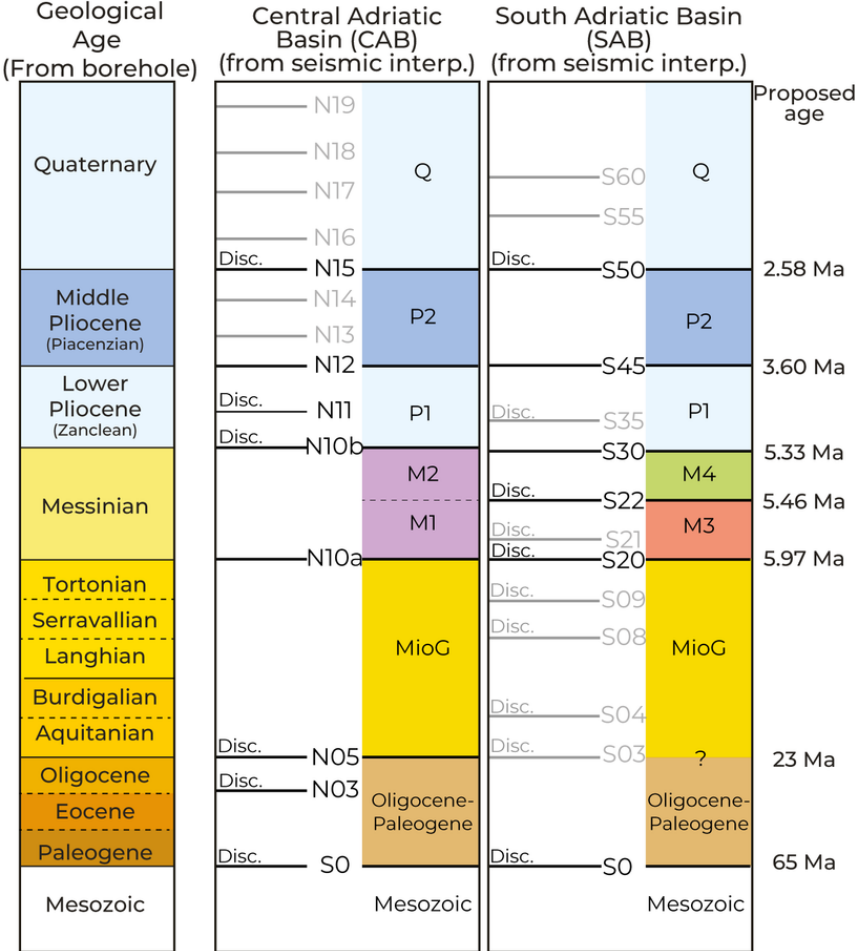 Geological
Age
(From borehole)
Central Adriatic
Basin (CAB)
(from seismic interp.)
South Adriatic Basin
(SAB)
(from seismic interp.)
Proposed
age
Quaternary
Middle
Pliocene
(Piacenzian)
Lower
Pliocene
(Zanclean)
Messinian
Tortonian
Serravallian
Langhian
Burdigalian
Aquitanian
Oligocene
Eocene
Paleogene
Mesozoic
N19
N18
N17
N16
Disc.
N15
N14
N13
N12
Disc.
N11
Disc.
N10b
N10a
Disc.
N05
Disc.
N03
Disc.
S0
Q
P2
P1
M2
M1
MioG
Oligocene-
Paleogene
Mesozoic
S60
S55
Disc.
S50
S45
Disc.
S35
S30
Disc.
S22
Disc.
S21
Disc.
S20
Disc.
S09
Disc.
S08
Disc.
S04
Disc.
S03
Disc.
S0
Q
P2
P1
M4
M3
MioG
?
Oligocene-
Paleogene
Mesozoic
2.58 Ma
3.60 Ma
5.33 Ma
5.46 Ma
5.97 Ma
23 Ma
65 Ma